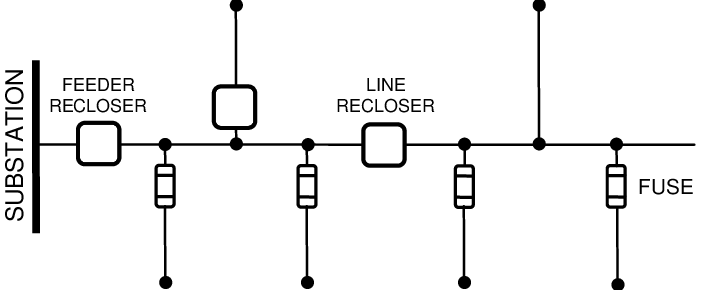 SUBSTATION
FEEDER
RECLOSER
LINE
RECLOSER
FUSE